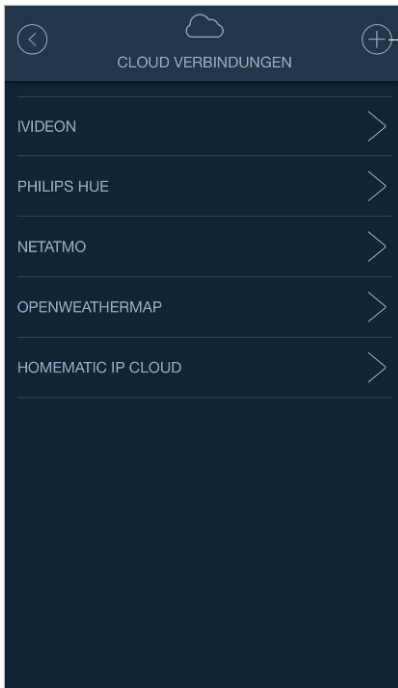 CLOUD VERBINDUNGEN
IVIDEON
PHILIPS HUE
NETATMO
OPENWEATHERMAP
HOMEMATIC IP CLOUD